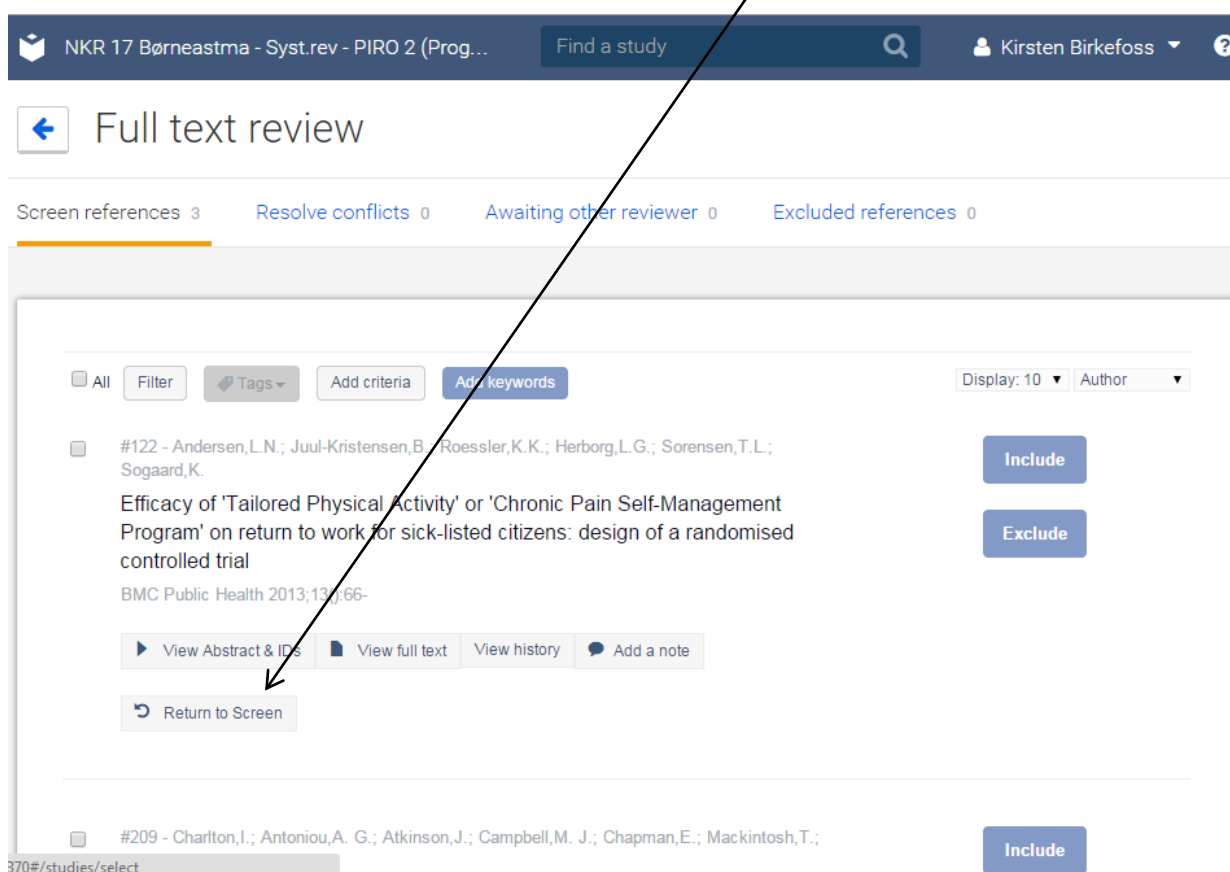 NKR 17 Børneastma - Syst.rev - PIRO 2 (Prog... Find a study Kirsten Birkefoss ?
Full text review
Screen references 3 Resolve conflicts 0 Awaiting other reviewer 0 Excluded references 0
All Filter Tags Add criteria Add keywords Display: 10 Author
#122 - Andersen,L.N.; Juul-Kristensen,B.; Roessler,K.K.; Herborg,L.G.; Sorensen,T.L.;
Sogaard,K.
Include
Efficacy of 'Tailored Physical Activity' or 'Chronic Pain Self-Management
Program' on return to work for sick-listed citizens: design of a randomised
controlled trial
Exclude
BMC Public Health 2013;13():66-
View Abstract & IDs View full text View history Add a note
Return to Screen
#209 - Charlton,I.; Antoniou,A. G.; Atkinson,J.; Campbell,M. J.; Chapman,E.; Mackintosh,T.;
Include
370#/studies/select